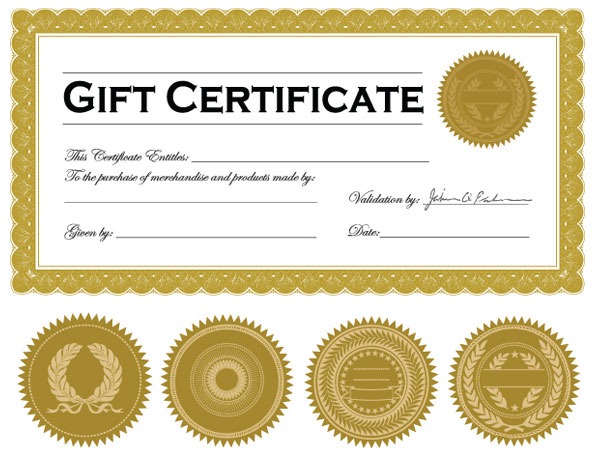 GIFT CERTIFICATE
This Certificate Entitles:
To the purchase of merchandise and products made by:
Validation by:
Given by:
Date: